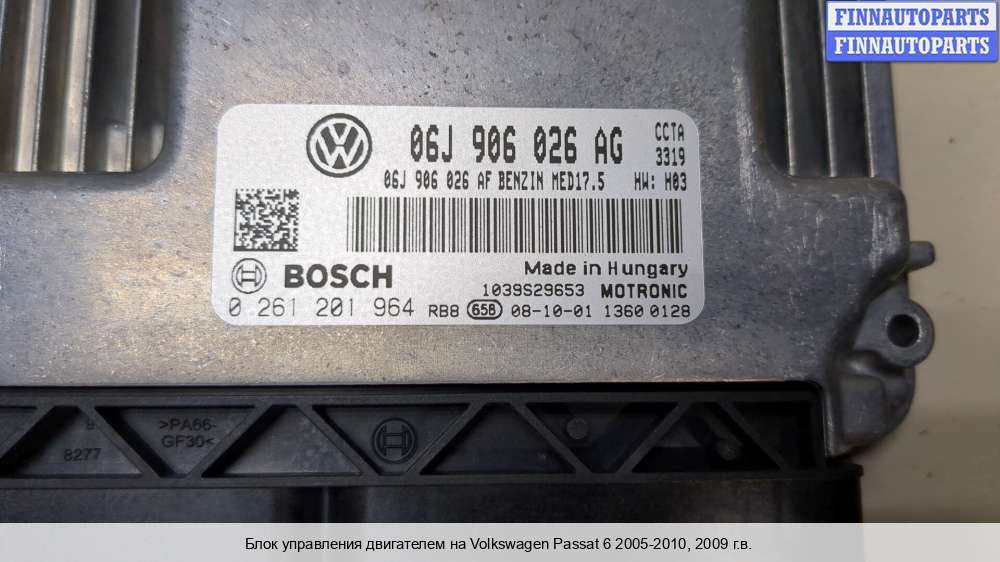 FINNAUTOPARTS
FINNAUTOPARTS
06J 906 026 AG
CCTA
3319
06J 906 026 AF BENZIN MED17.5 HW: H03
BOSCH
Made in Hungary
1039S29653 MOTRONIC
0 261 201 964 RB8 658 08-10-01 1360 0128
>PA66-
GF30<
9
8277
Блок управления двигателем на Volkswagen Passat 6 2005-2010, 2009 г.в.